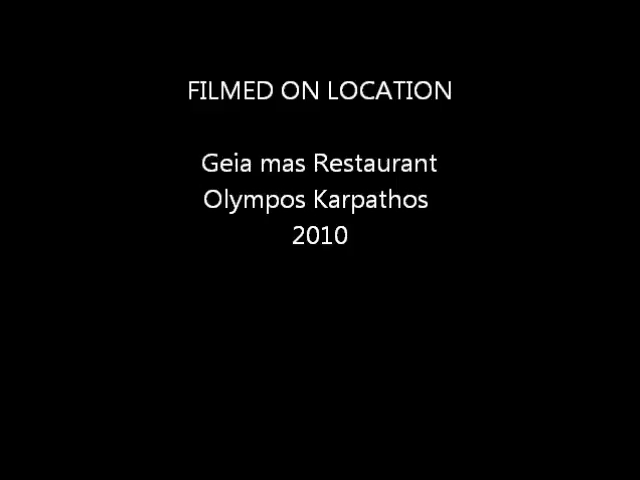 FILMED ON LOCATION
Geia mas Restaurant
Olympos Karpathos
2010